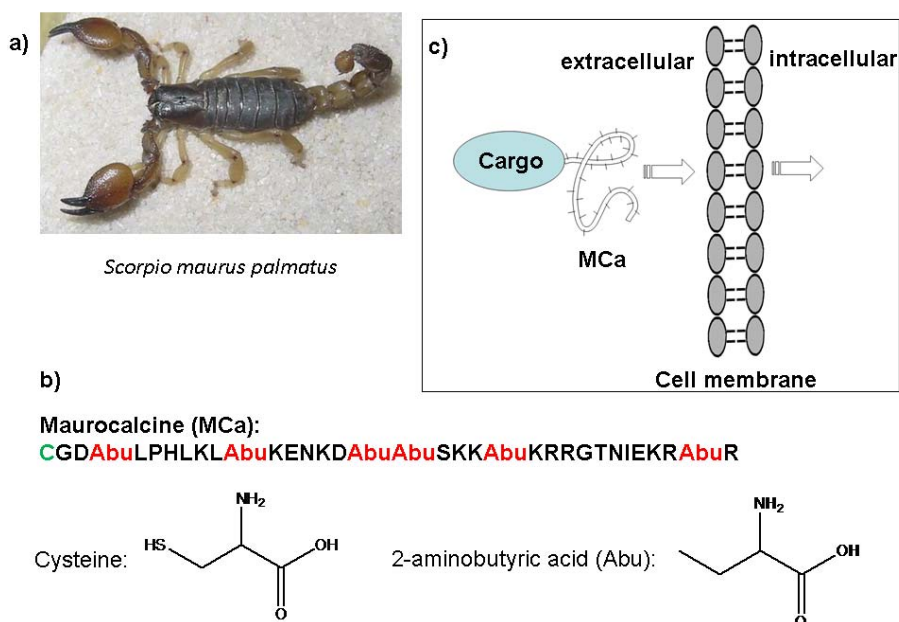 a)
Scorpio maurus palmatus
c)
extracellular
intracellular
Cargo
MCa
Cell membrane
b)
Maurocalcine (MCa):
CGDAbuLPHLKLAbuKENKDAbuAbuSKKAbuKRRGTNIEKRAbuR
Cysteine:
HS
NH2
OH
O
2-aminobutyric acid (Abu):
NH2
OH
O